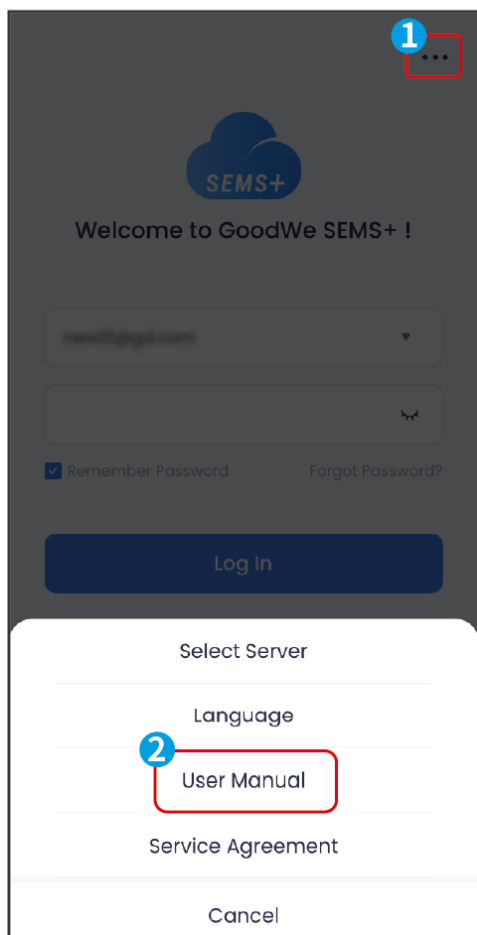 1
•••
SEMS+
Welcome to GoodWe SEMS+ !
Remember Password Forgot Password?
Log In
Select Server
Language
2
User Manual
Service Agreement
Cancel